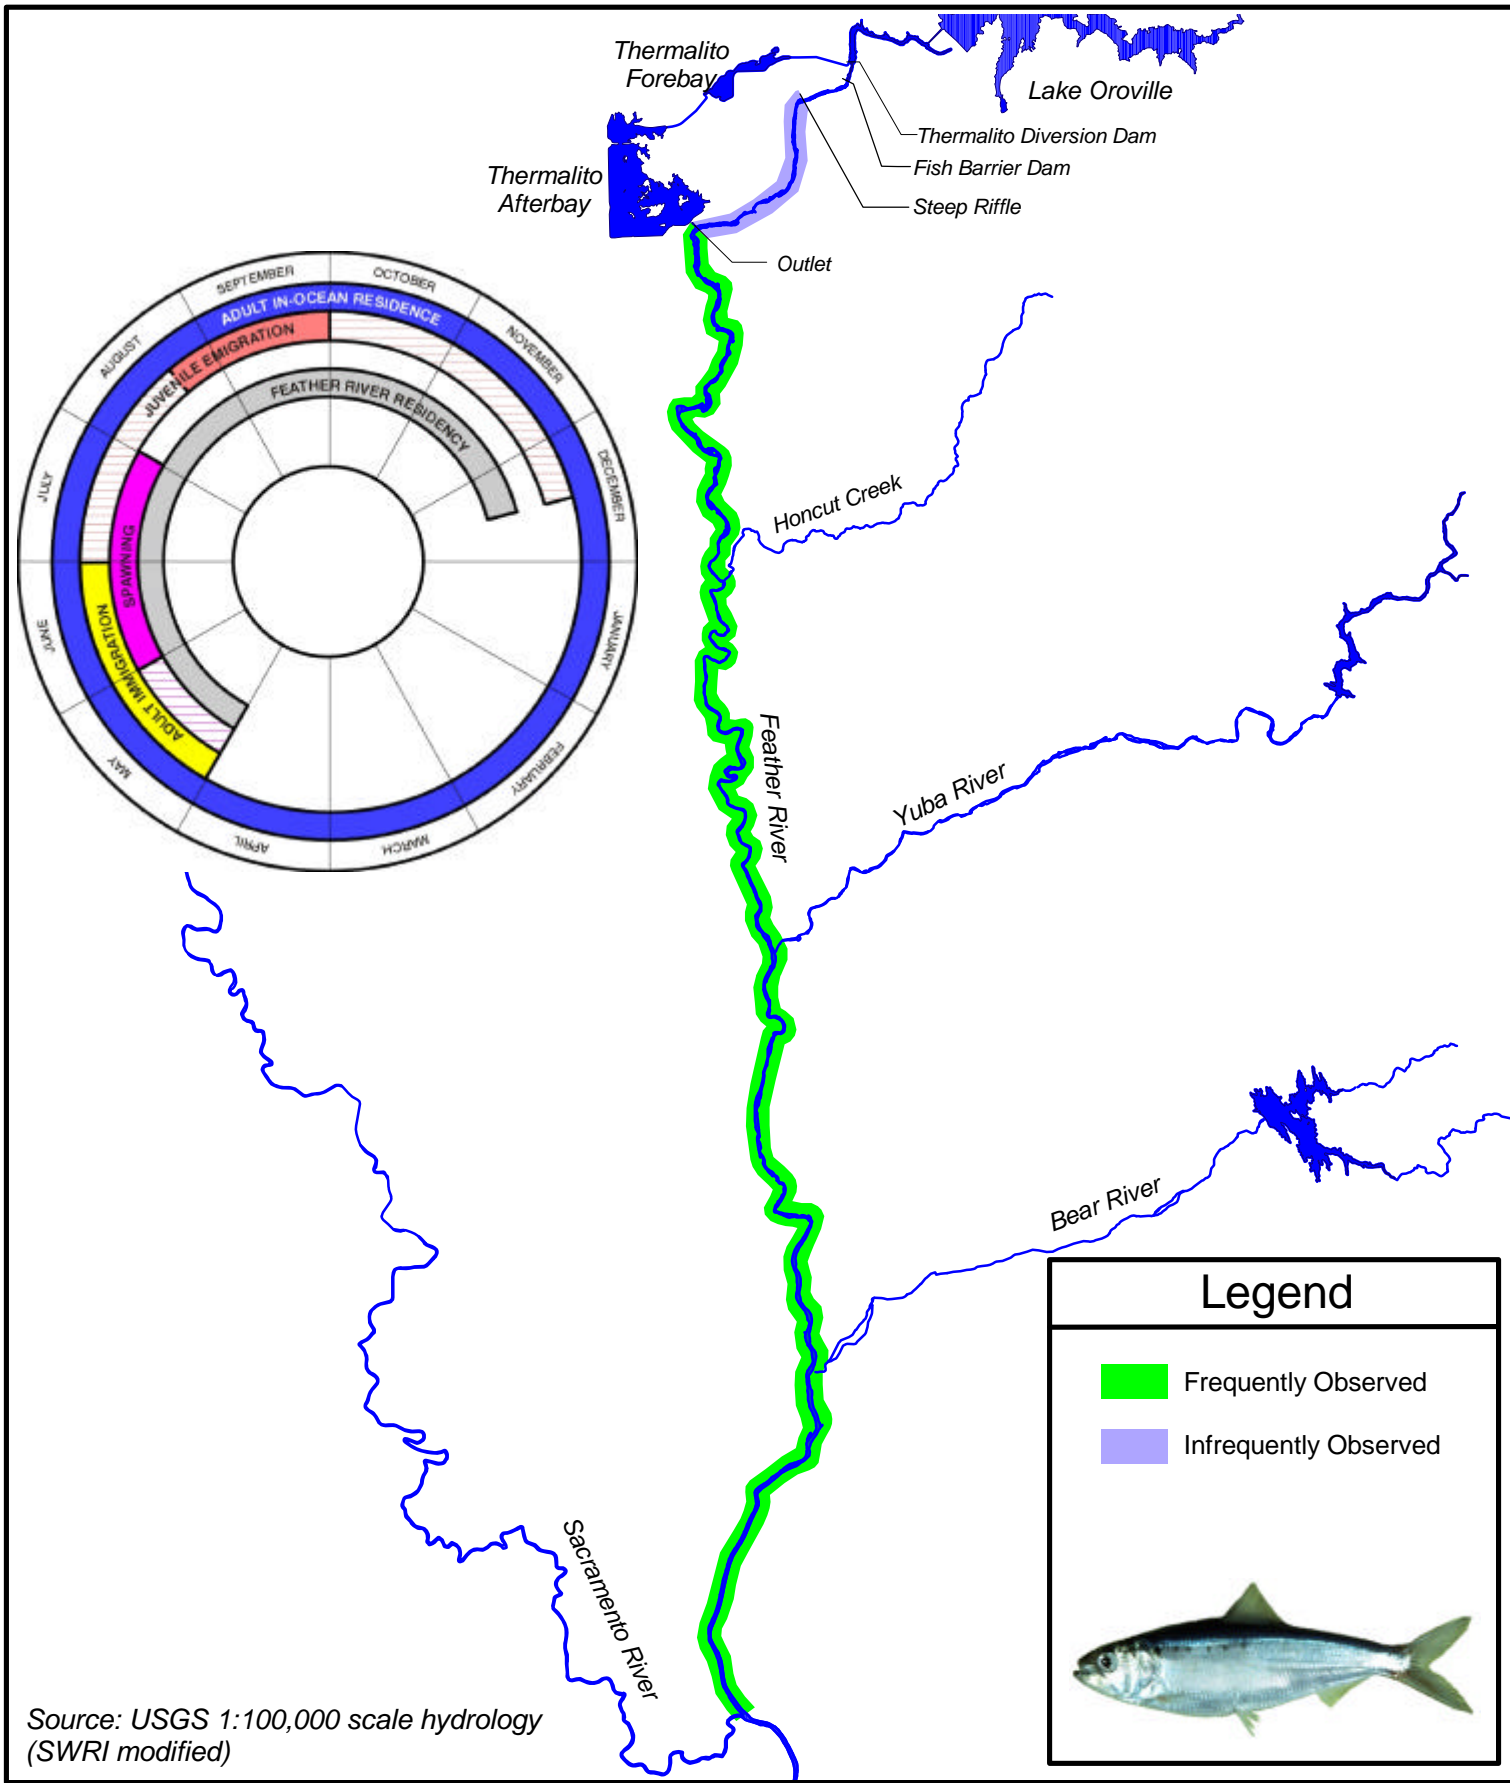 Thermalito
Forebay
Lake Oroville
Thermalito Diversion Dam
Fish Barrier Dam
Steep Riffle
Thermalito
Afterbay
Outlet
SEPTEMBER
OCTOBER
NOVEMBER
DECEMBER
JANUARY
FEBRUARY
MARCH
APRIL
MAY
JUNE
JULY
AUGUST
ADULT IN-OCEAN RESIDENCE
JUVENILE EMIGRATION
FEATHER RIVER RESIDENCY
SPAWNING
ADULT IMMIGRATION
Honcut Creek
Feather River
Yuba River
Bear River
Sacramento River
Legend
Frequently Observed
Infrequently Observed
Source: USGS 1:100,000 scale hydrology
(SWRI modified)